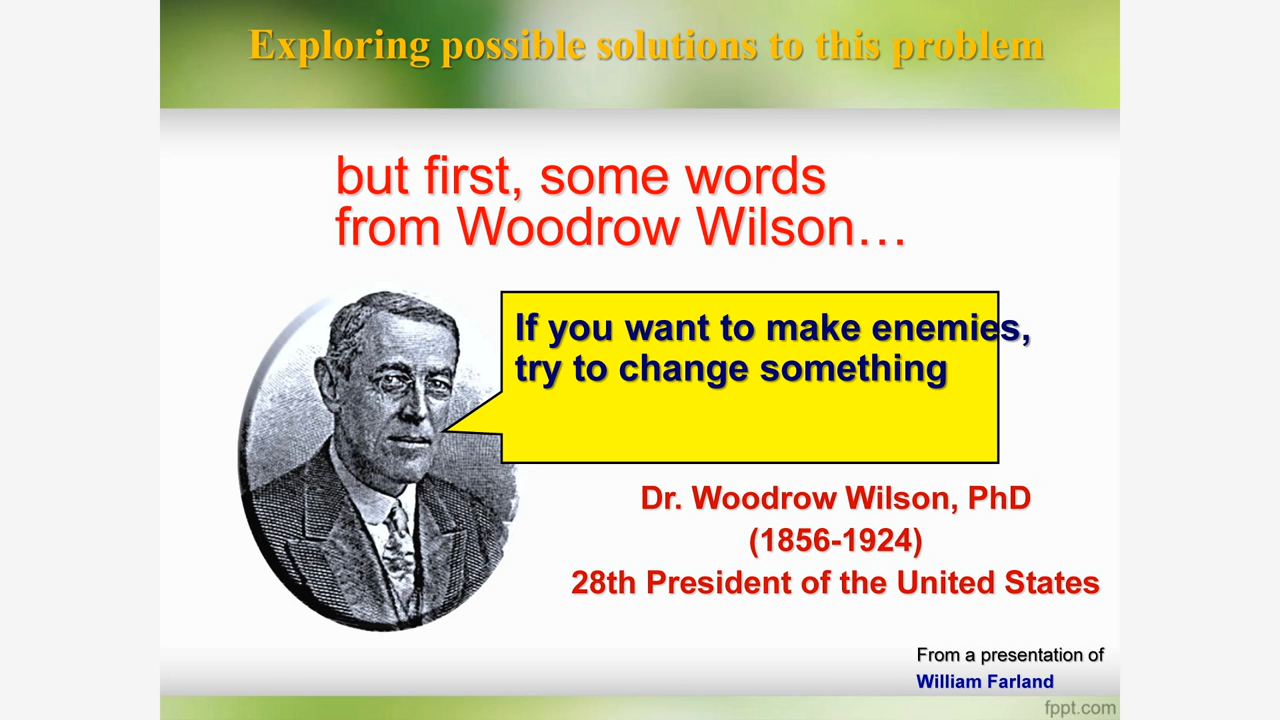 Exploring possible solutions to this problem
but first, some words
from Woodrow Wilson…
If you want to make enemies,
try to change something
Dr. Woodrow Wilson, PhD
(1856-1924)
28th President of the United States
From a presentation of
William Farland
fppt.com